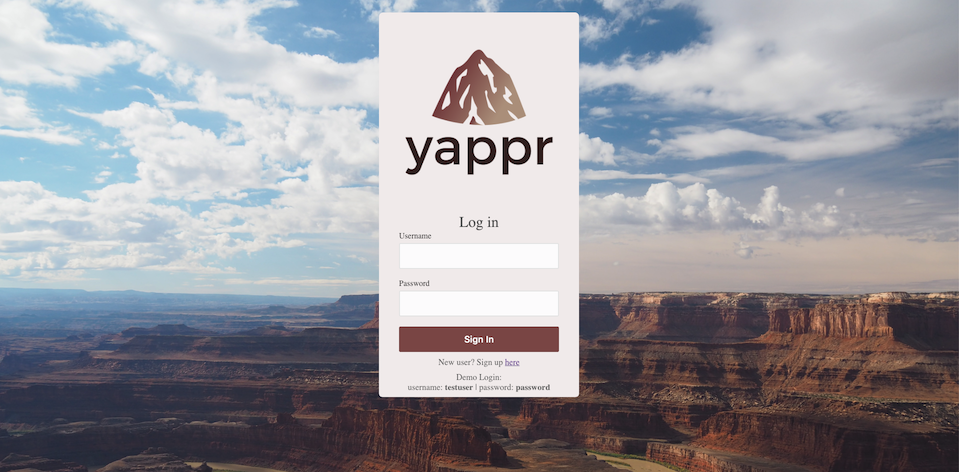 yappr
Log in
Username
Password
Sign In
New user? Sign up here
Demo Login:
username: testuser | password: password